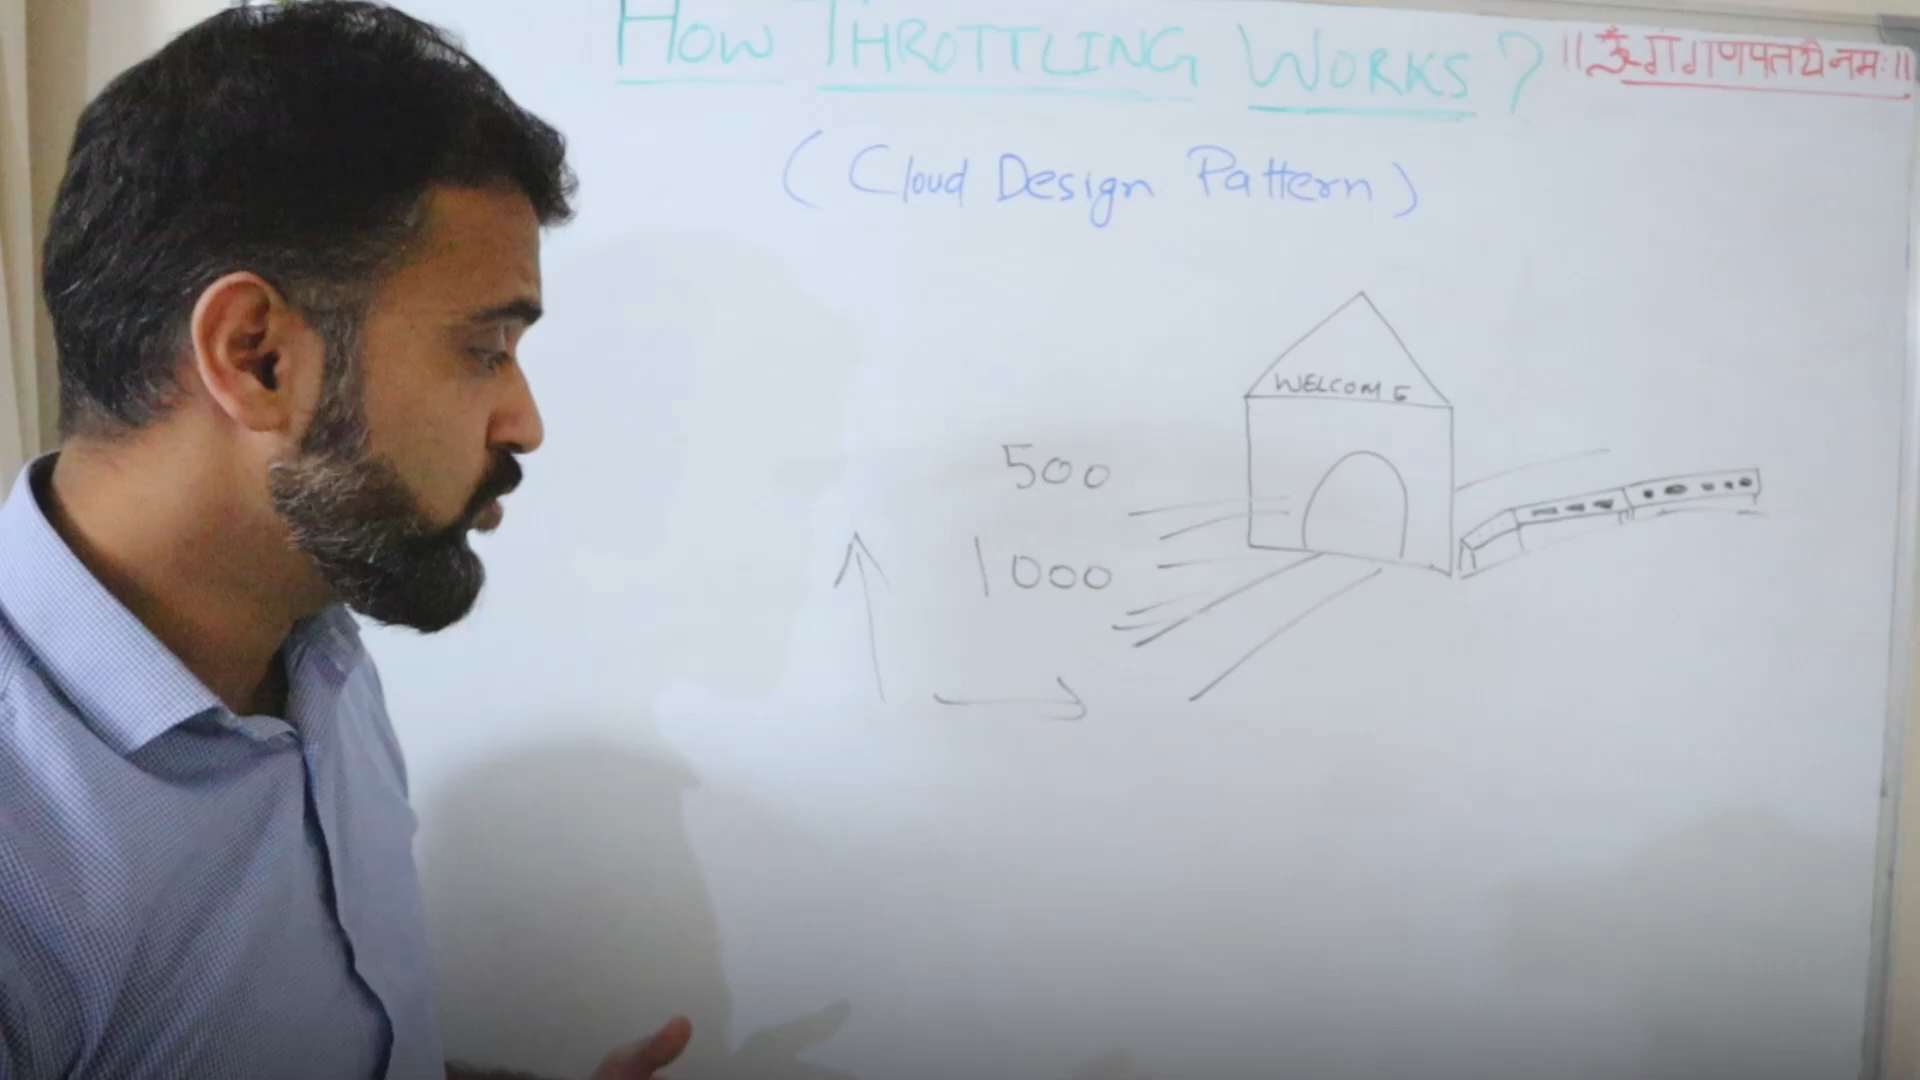 HOW THROTTLING WORKS ?
॥ ॐ गं गणपतये नमः ॥
( Cloud Design Pattern )
WELCOME
500
1000